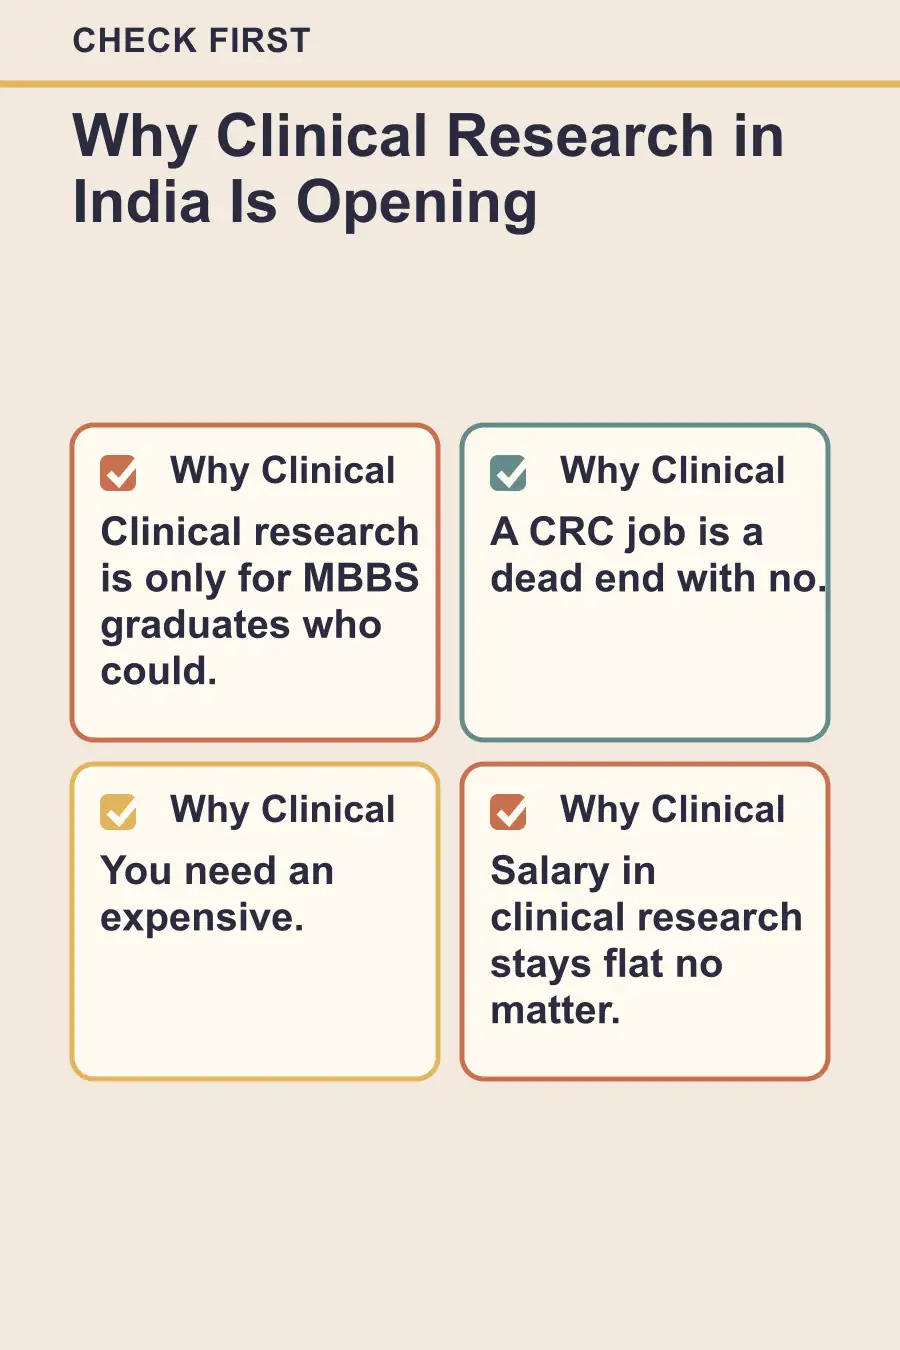 CHECK FIRST
Why Clinical Research in
India Is Opening
Why Clinical
Clinical research
is only for MBBS
graduates who
could.
Why Clinical
A CRC job is a
dead end with no.
Why Clinical
You need an
expensive.
Why Clinical
Salary in
clinical research
stays flat no
matter.